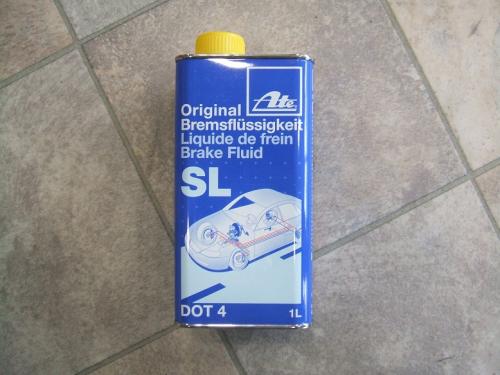 Ate
Original
Bremsflüssigkeit
Liquide de frein
Brake Fluid
SL
DOT 4
1L